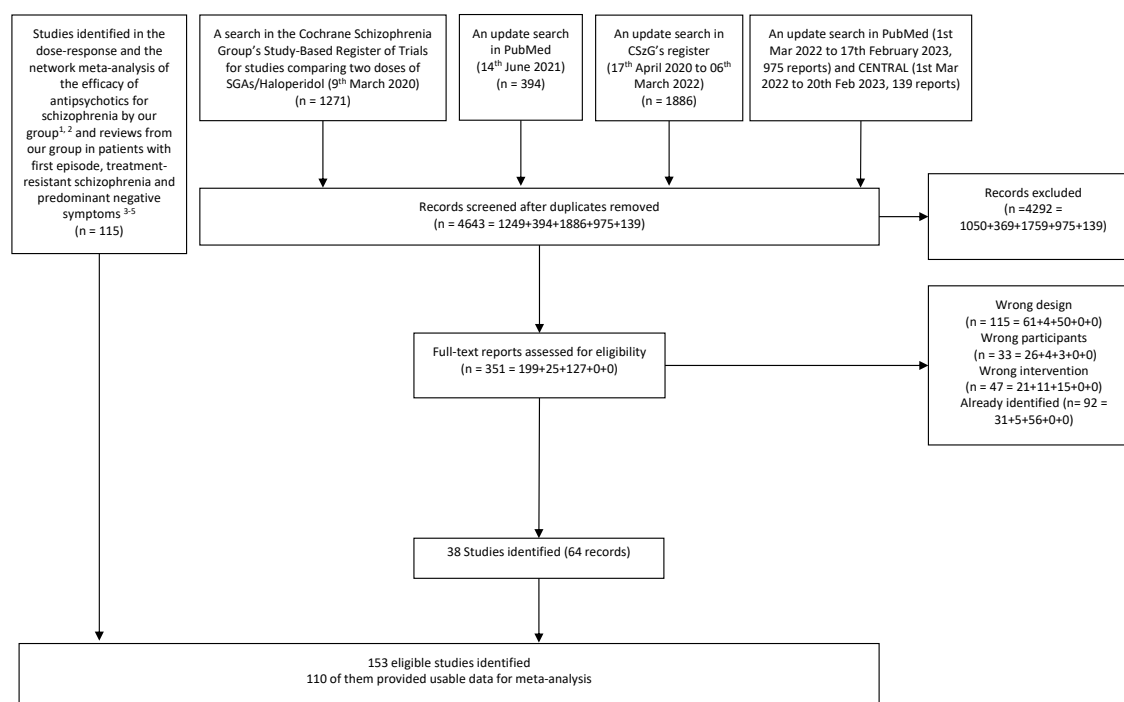 Studies identified in the
dose-response and the
network meta-analysis of
the efficacy of
antipsychotics for
schizophrenia by our
group1, 2 and reviews from
our group in patients with
first episode, treatment-
resistant schizophrenia and
predominant negative
symptoms 3-5
(n = 115)
A search in the Cochrane Schizophrenia
Group's Study-Based Register of Trials
for studies comparing two doses of
SGAs/Haloperidol (9th March 2020)
(n = 1271)
An update search
in PubMed
(14th June 2021)
(n = 394)
An update search in
CSzG's register
(17th April 2020 to 06th
March 2022)
(n = 1886)
An update search in PubMed (1st
Mar 2022 to 17th February 2023,
975 reports) and CENTRAL (1st Mar
2022 to 20th Feb 2023, 139 reports)
Records screened after duplicates removed
(n = 4643 = 1249+394+1886+975+139)
Records excluded
(n =4292 =
1050+369+1759+975+139)
Full-text reports assessed for eligibility
(n = 351 = 199+25+127+0+0)
Wrong design
(n = 115 = 61+4+50+0+0)
Wrong participants
(n = 33 = 26+4+3+0+0)
Wrong intervention
(n = 47 = 21+11+15+0+0)
Already identified (n= 92 =
31+5+56+0+0)
38 Studies identified (64 records)
153 eligible studies identified
110 of them provided usable data for meta-analysis